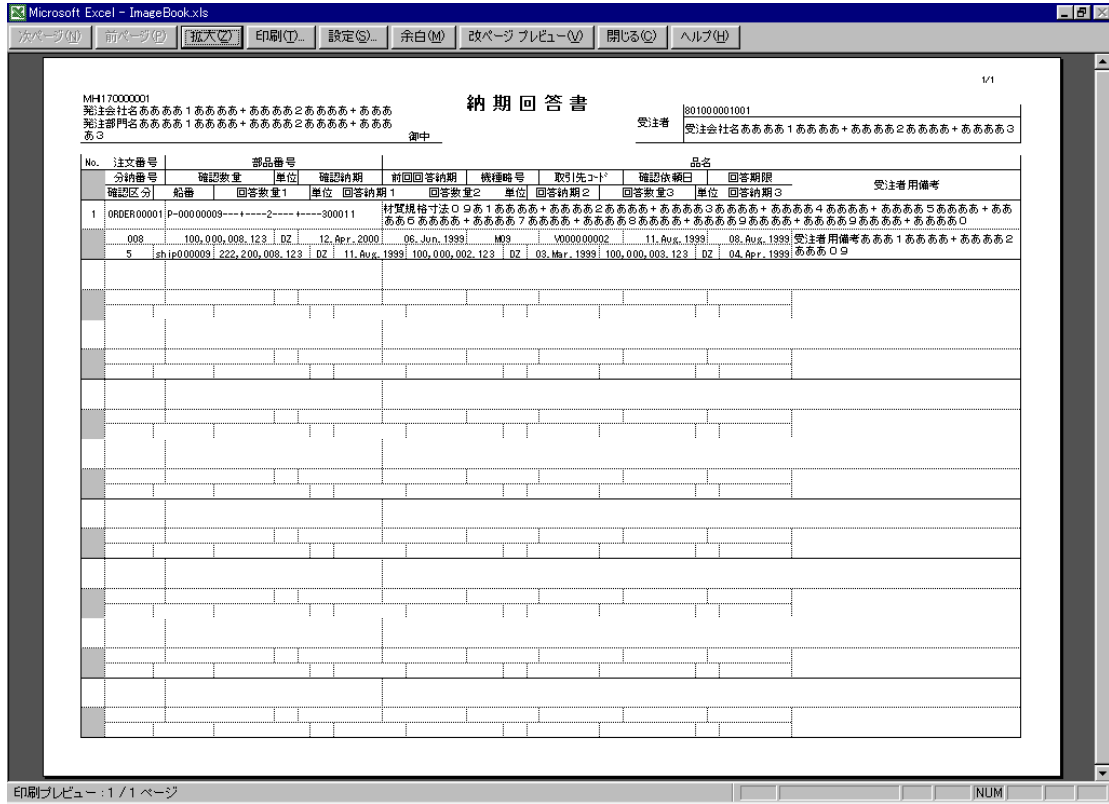 Microsoft Excel - ImageBook.xls
次ページ(N) 前ページ(P) 拡大(Z) 印刷(T)... 設定(S)... 余白(M) 改ページ プレビュー(V) 閉じる(C) ヘルプ(H)
1/1
納期回答書
MHI170000001
発注会社名ああああ1ああああ+ああああ2ああああ+あああ
発注部門名ああああ1ああああ+ああああ2ああああ+あああ
あ3
御中
受注者
801000001001
受注会社名ああああ1ああああ+ああああ2ああああ+ああああ3
No. 注文番号 部品番号 品名
分納番号 確認数量 単位 確認納期 前回回答納期 機種略号 取引先コード 確認依頼日 回答期限 受注者用備考
確認区分 船番 回答数量1 単位 回答納期1 回答数量2 単位 回答納期2 回答数量3 単位 回答納期3
1 ORDER00001 P-00000009---+----2----+----300011 材質規格寸法09あ1ああああ+ああああ2ああああ+ああああ3ああああ+ああああ4ああああ+ああああ5ああああ+ああ
ああ6ああああ+ああああ7ああああ+ああああ8ああああ+ああああ9ああああ+ああああ9ああああ+ああああ0
008 100,000,008.123 DZ 12.Apr.2000 06.Jun.1999 M09 V000000002 11.Aug.1999 08.Aug.1999 受注者用備考あああ1ああああ+ああああ2
5 ship000009 222,200,008.123 DZ 11.Aug.1999 100,000,002.123 DZ 03.Mar.1999 100,000,003.123 DZ 04.Apr.1999 あああ09
印刷プレビュー : 1 / 1 ページ
NUM